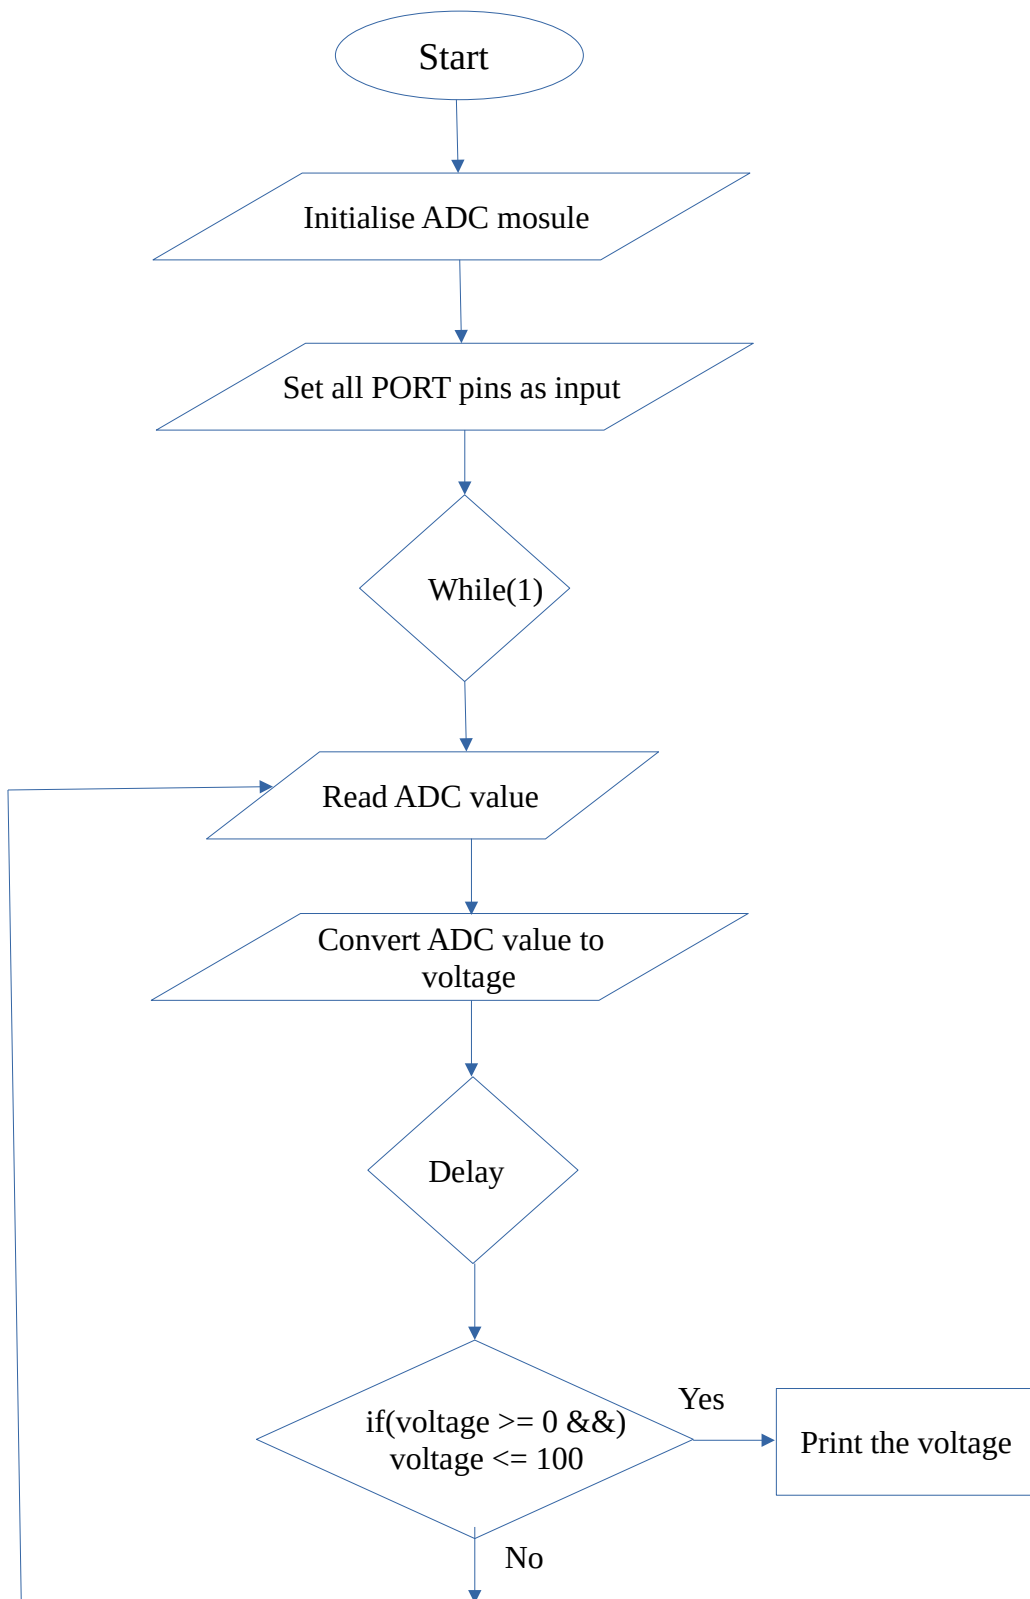 Start
Initialise ADC mosule
Set all PORT pins as input
While(1)
Read ADC value
Convert ADC value to
voltage
Delay
if(voltage >= 0 &&)
voltage <= 100
Yes
Print the voltage
No